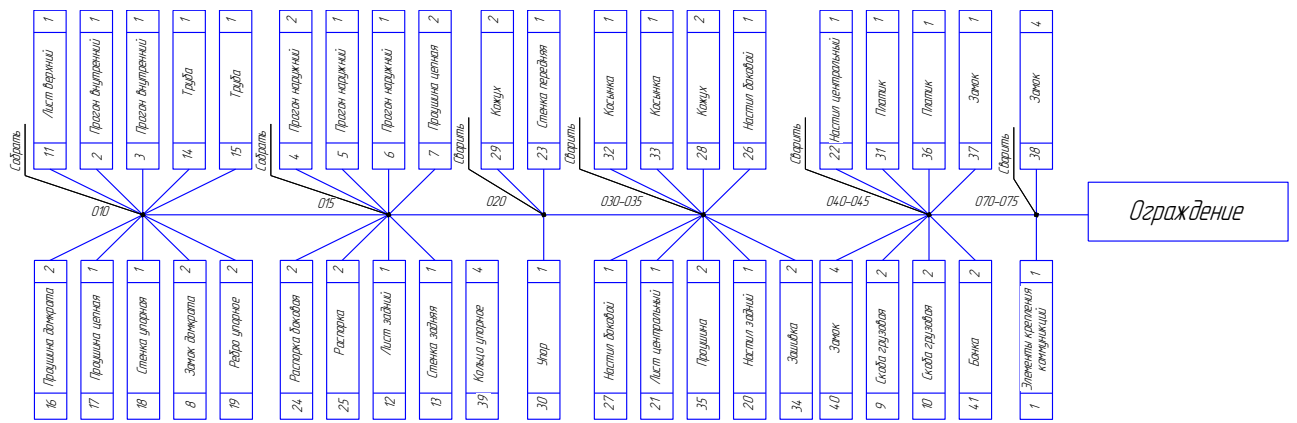 Собрать
11 Лист верхний 1
2 Прогон внутренний 1
3 Прогон внутренний 1
14 Труба 1
15 Труба 1
Собрать
4 Прогон наружний 2
5 Прогон наружний 1
6 Прогон наружний 1
7 Проушина цепная 2
Сварить
29 Кожух 2
23 Стенка передняя 1
Сварить
32 Косынка 1
33 Косынка 1
28 Кожух 2
26 Настил боковой 1
Сварить
22 Настил центральный 1
31 Платик 1
36 Платик 1
37 Замок 1
Сварить
38 Замок 4
010
015
020
030-035
040-045
070-075
Ограждение
16 Проушина домкрата 2
17 Проушина цепная 1
18 Стенка упорная 1
8 Замок домкрата 2
19 Ребро упорное 2
24 Распорка боковая 2
25 Распорка 2
12 Лист задний 1
13 Стенка задняя 1
39 Кольцо упорное 4
30 Упор 1
27 Настил боковой 1
21 Лист центральный 1
35 Проушина 2
20 Настил задний 1
34 Зашивка 2
40 Замок 4
9 Скоба грузовая 2
10 Скоба грузовая 2
41 Бонка 2
1 Элементы крепления 1
коммуникций